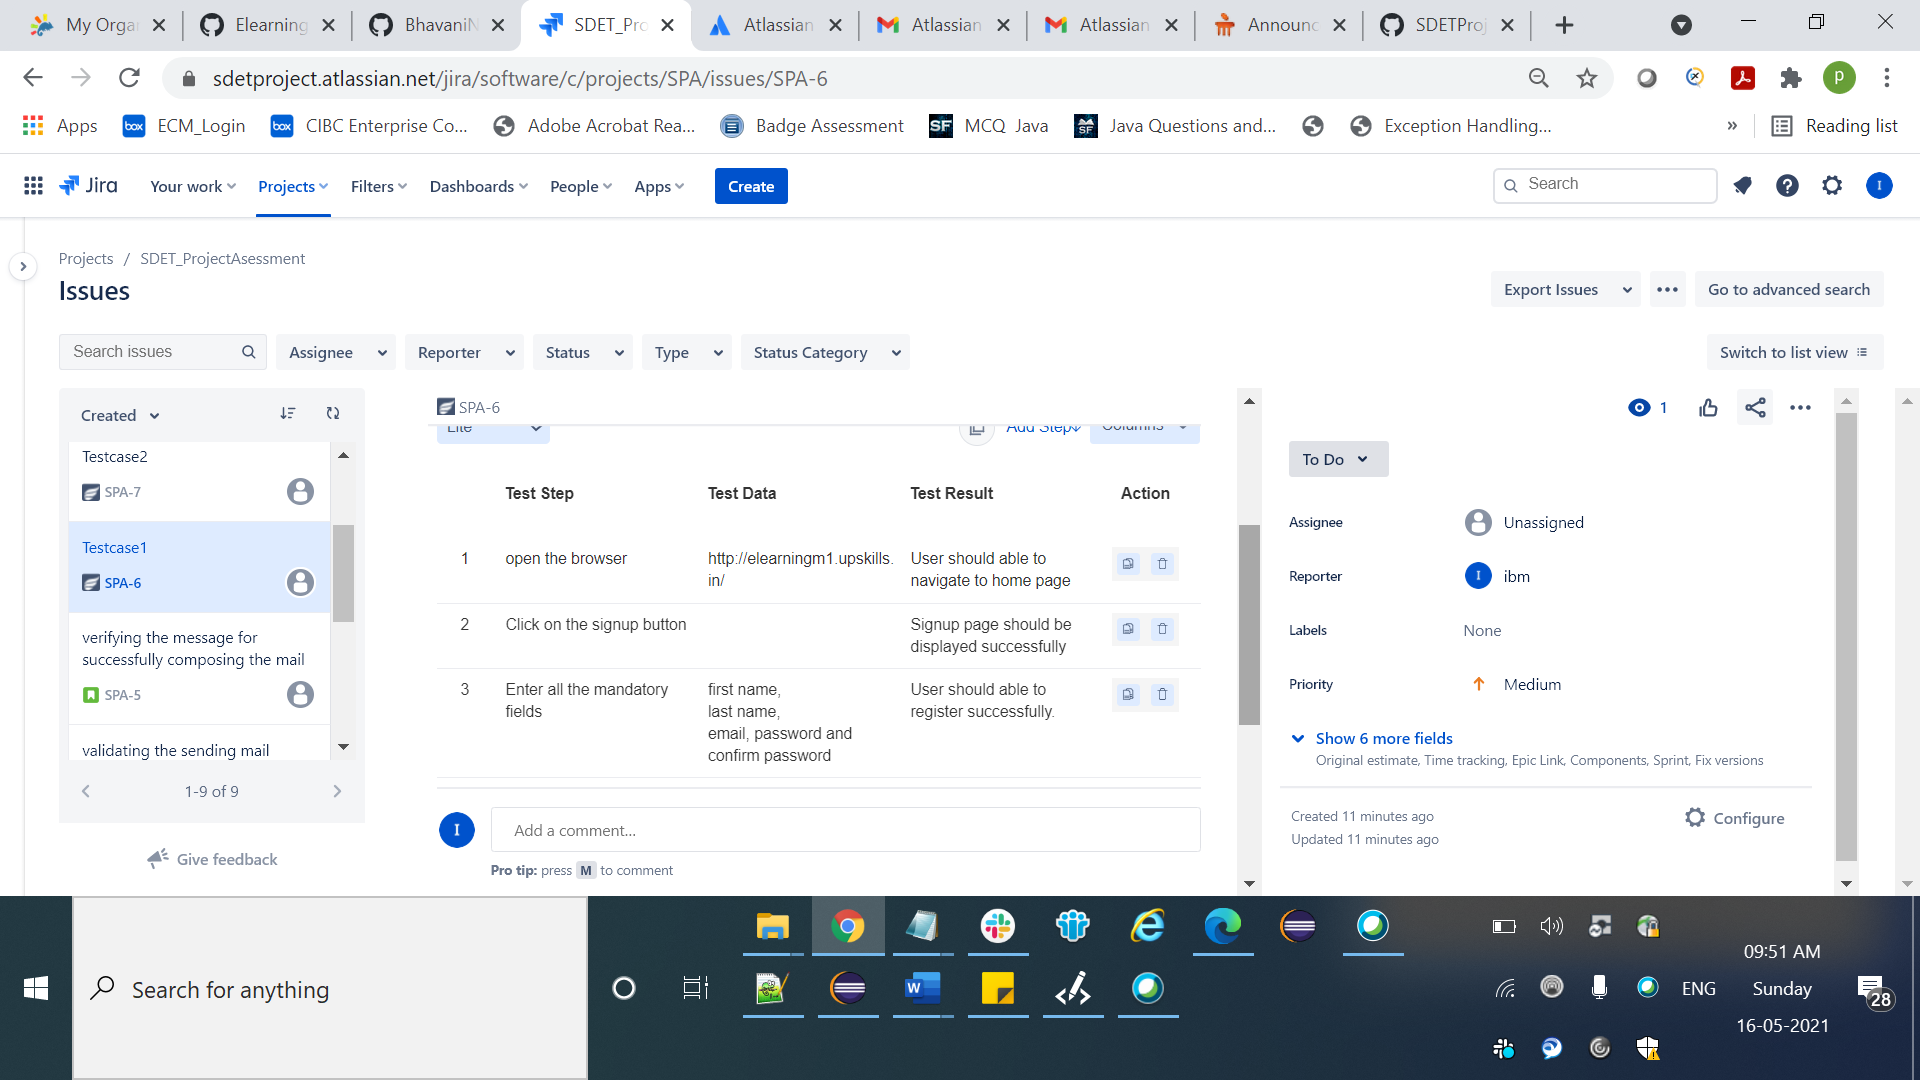 My Orga
Elearning
BhavaniN
SDET_Pro
Atlassian
Atlassian
Atlassian
Announc
SDETProj
sdetproject.atlassian.net/jira/software/c/projects/SPA/issues/SPA-6
p
Apps
box ECM_Login
box CIBC Enterprise Co...
Adobe Acrobat Rea...
Badge Assessment
SF MCQ Java
SF Java Questions and...
Exception Handling...
»
Reading list
Jira
Your work
Projects
Filters
Dashboards
People
Apps
Create
Search
I
Projects / SDET_ProjectAsessment
Issues
Export Issues
Go to advanced search
Search issues
Assignee
Reporter
Status
Type
Status Category
Switch to list view
Created
Testcase2
SPA-7
Testcase1
SPA-6
verifying the message for
successfully composing the mail
SPA-5
validating the sending mail
1-9 of 9
Give feedback
SPA-6
Lite
Add Step
Columns
Test Step Test Data Test Result Action
1 open the browser http://elearningm1.upskills. User should able to
in/ navigate to home page
2 Click on the signup button Signup page should be
displayed successfully
3 Enter all the mandatory first name, User should able to
fields last name, register successfully.
email, password and
confirm password
I
Add a comment...
Pro tip: press M to comment
1
To Do
Assignee Unassigned
Reporter I ibm
Labels None
Priority Medium
Show 6 more fields
Original estimate, Time tracking, Epic Link, Components, Sprint, Fix versions
Created 11 minutes ago
Updated 11 minutes ago
Configure
Search for anything
W
ENG
09:51 AM
Sunday
16-05-2021
28